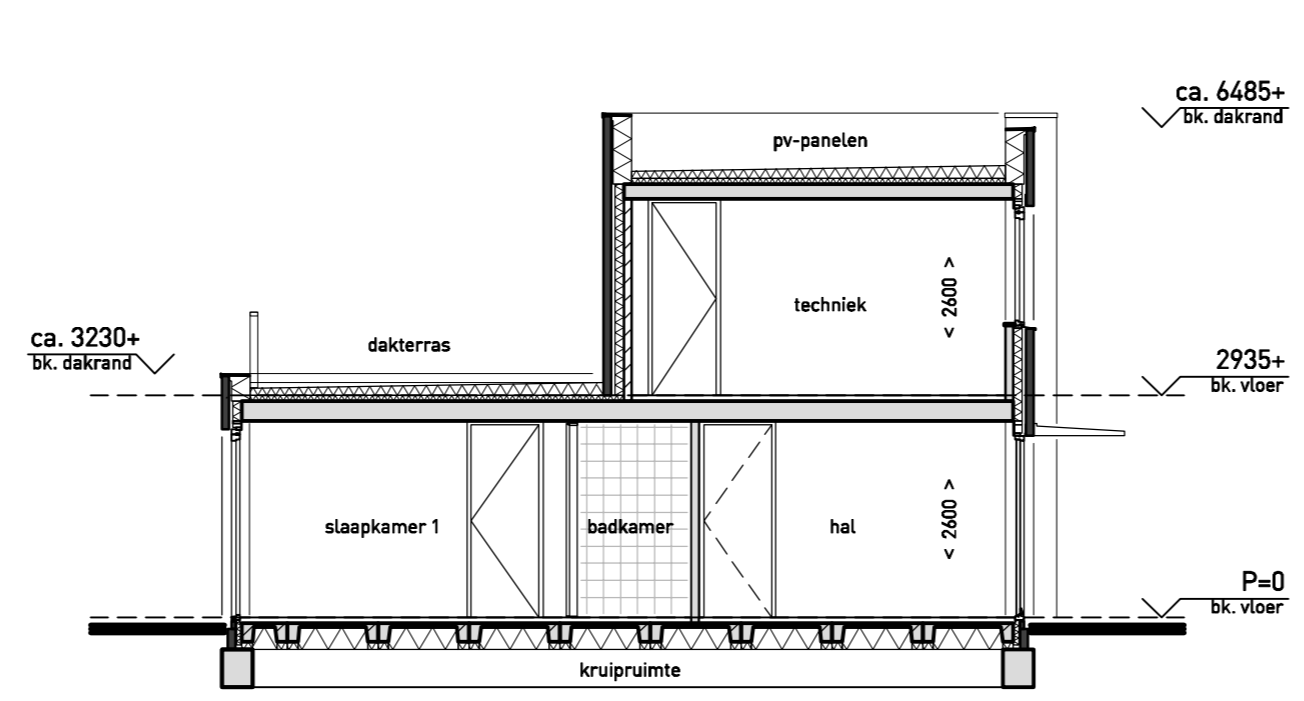 ca. 6485+
bk. dakrand
pv-panelen
techniek
< 2600 >
ca. 3230+
bk. dakrand
dakterras
2935+
bk. vloer
slaapkamer 1
badkamer
hal
< 2600 >
P=0
bk. vloer
kruipruimte